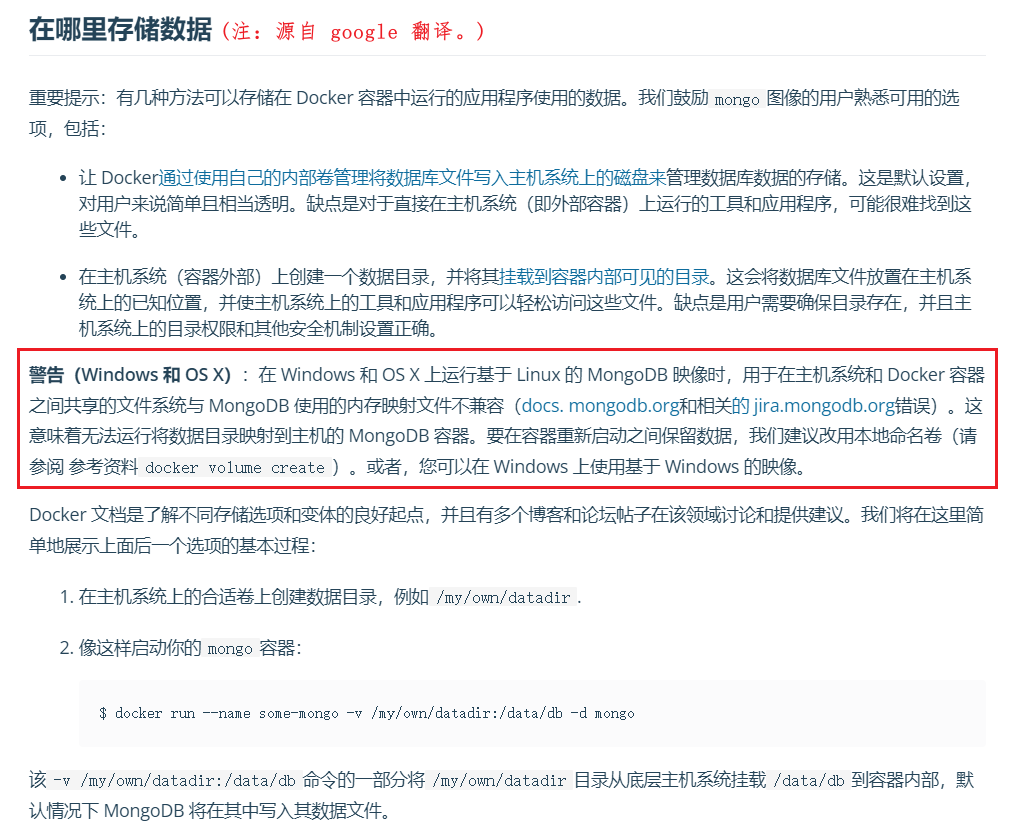 在哪里存储数据 (注：源自 google 翻译。)
重要提示：有几种方法可以存储在 Docker 容器中运行的应用程序使用的数据。我们鼓励 mongo 图像的用户熟悉可用的选
项，包括：
• 让 Docker通过使用自己的内部卷管理将数据库文件写入主机系统上的磁盘来管理数据库数据的存储。这是默认设置，
对用户来说简单且相当透明。缺点是对于直接在主机系统（即外部容器）上运行的工具和应用程序，可能很难找到这
些文件。
• 在主机系统（容器外部）上创建一个数据目录，并将其挂载到容器内部可见的目录。这会将数据库文件放置在主机系
统上的已知位置，并使主机系统上的工具和应用程序可以轻松访问这些文件。缺点是用户需要确保目录存在，并且主
机系统上的目录权限和其他安全机制设置正确。
警告（Windows 和 OS X）：在 Windows 和 OS X 上运行基于 Linux 的 MongoDB 映像时，用于在主机系统和 Docker 容器
之间共享的文件系统与 MongoDB 使用的内存映射文件不兼容（docs. mongodb.org和相关的 jira.mongodb.org错误）。这
意味着无法运行将数据目录映射到主机的 MongoDB 容器。要在容器重新启动之间保留数据，我们建议改用本地命名卷（请
参阅 参考资料 docker volume create ）。或者，您可以在 Windows 上使用基于 Windows 的映像。
Docker 文档是了解不同存储选项和变体的良好起点，并且有多个博客和论坛帖子在该领域讨论和提供建议。我们将在这里简
单地展示上面后一个选项的基本过程：
1. 在主机系统上的合适卷上创建数据目录，例如 /my/own/datadir .
2. 像这样启动你的 mongo 容器：
$ docker run --name some-mongo -v /my/own/datadir:/data/db -d mongo
该 -v /my/own/datadir:/data/db 命令的一部分将 /my/own/datadir 目录从底层主机系统挂载 /data/db 到容器内部，默
认情况下 MongoDB 将在其中写入其数据文件。